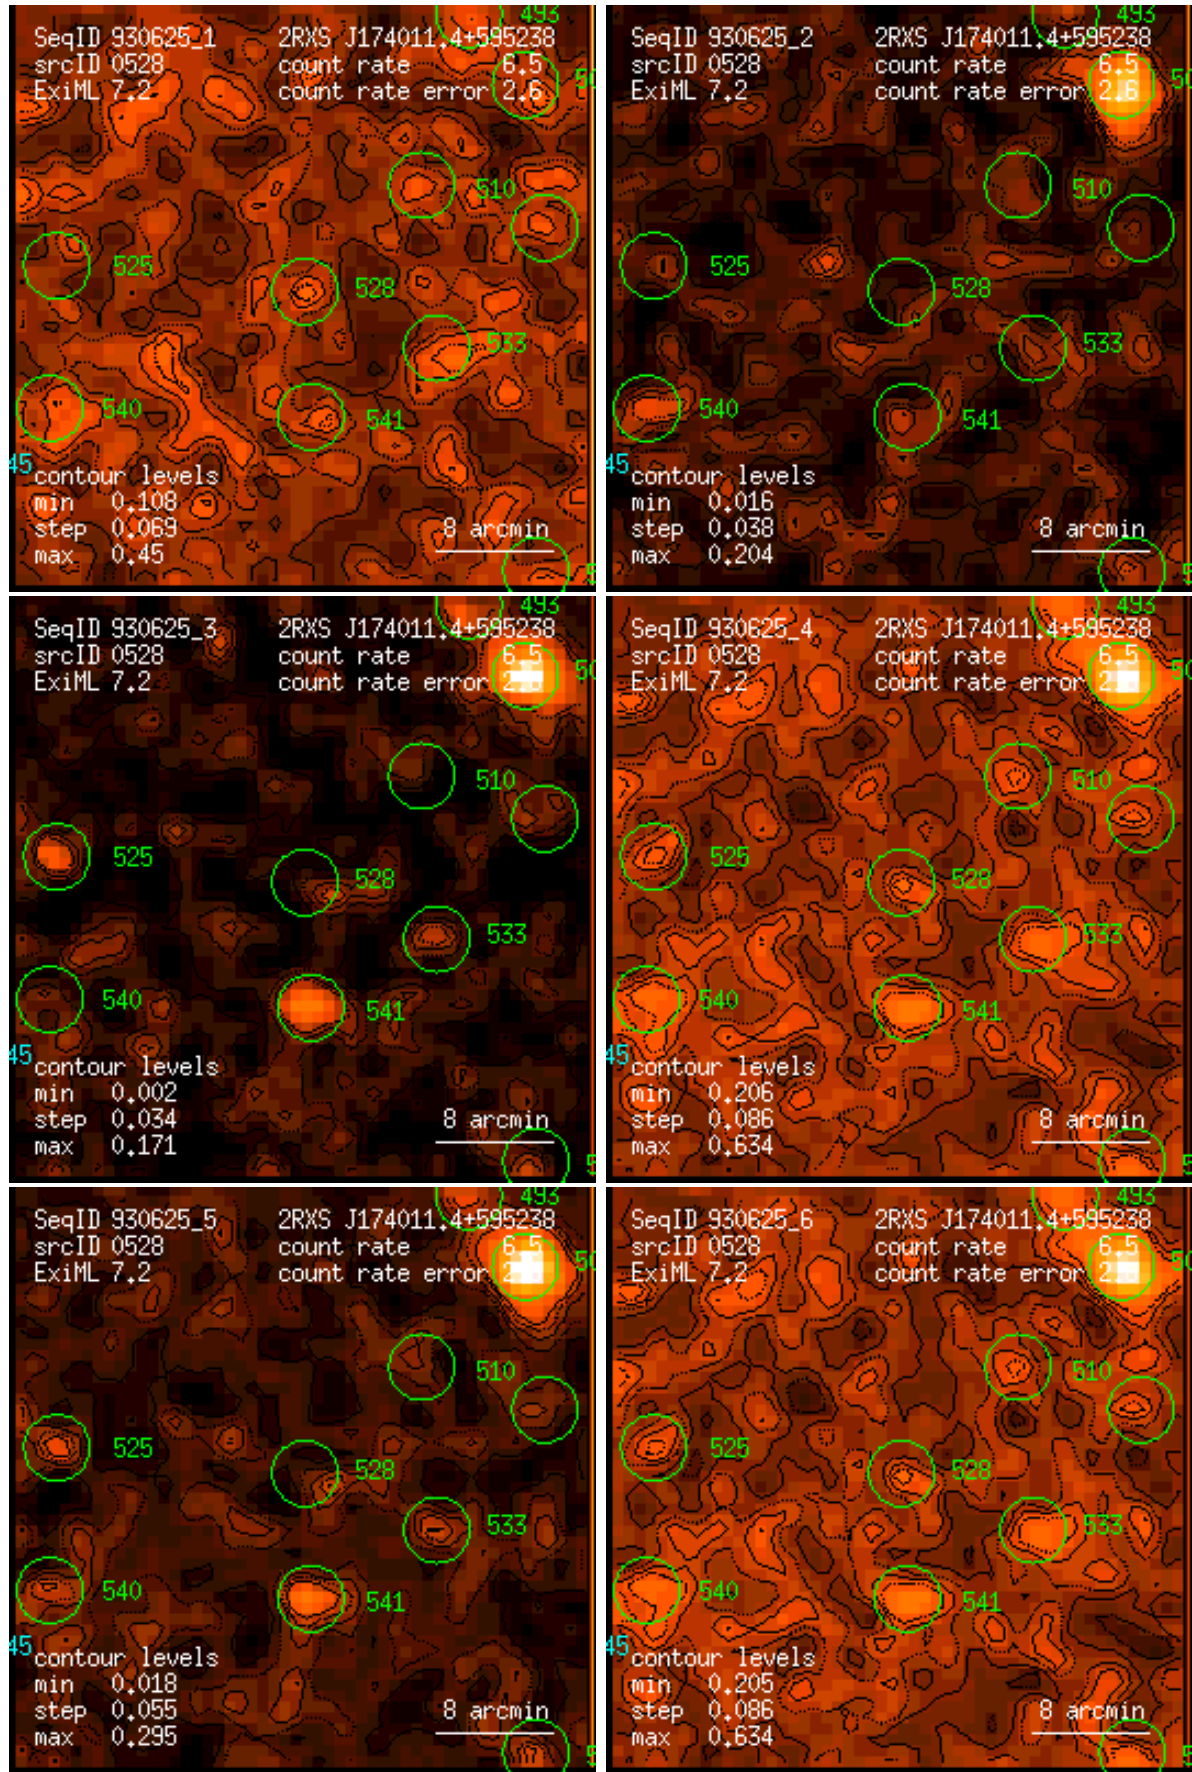 493
SeqID 930625_1 2RXS J174011.4+595238
srcID 0528 count rate 6.5
ExiML 7.2 count rate error 2.6
510
525
528
533
540
541
45
contour levels
min 0.108
step 0.069 8 arcmin
max 0.45
493
SeqID 930625_2 2RXS J174011.4+595238
srcID 0528 count rate 6.5
ExiML 7.2 count rate error 2.6
510
525
528
533
540
541
45
contour levels
min 0.016
step 0.038 8 arcmin
max 0.204
493
SeqID 930625_3 2RXS J174011.4+595238
srcID 0528 count rate 6.5
ExiML 7.2 count rate error
510
525
528
533
540
541
45
contour levels
min 0.002
step 0.034 8 arcmin
max 0.171
493
SeqID 930625_4 2RXS J174011.4+595238
srcID 0528 count rate 6.5
ExiML 7.2 count rate error
510
525
528
533
540
541
45
contour levels
min 0.206
step 0.086 8 arcmin
max 0.634
493
SeqID 930625_5 2RXS J174011.4+595238
srcID 0528 count rate 6.5
ExiML 7.2 count rate error
510
525
528
533
540
541
45
contour levels
min 0.018
step 0.055 8 arcmin
max 0.295
493
SeqID 930625_6 2RXS J174011.4+595238
srcID 0528 count rate 6.5
ExiML 7.2 count rate error
510
525
528
533
540
541
45
contour levels
min 0.205
step 0.086 8 arcmin
max 0.634